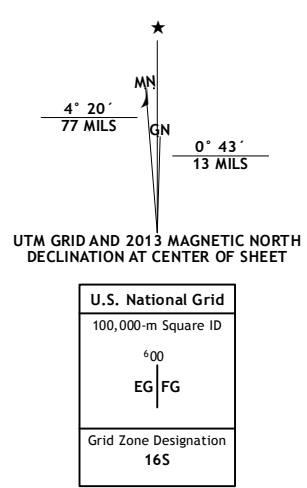 ★
MN
4° 20´
77 MILS
GN
0° 43´
13 MILS
UTM GRID AND 2013 MAGNETIC NORTH
DECLINATION AT CENTER OF SHEET
U.S. National Grid
100,000-m Square ID
⁶00
EG FG
Grid Zone Designation
16S